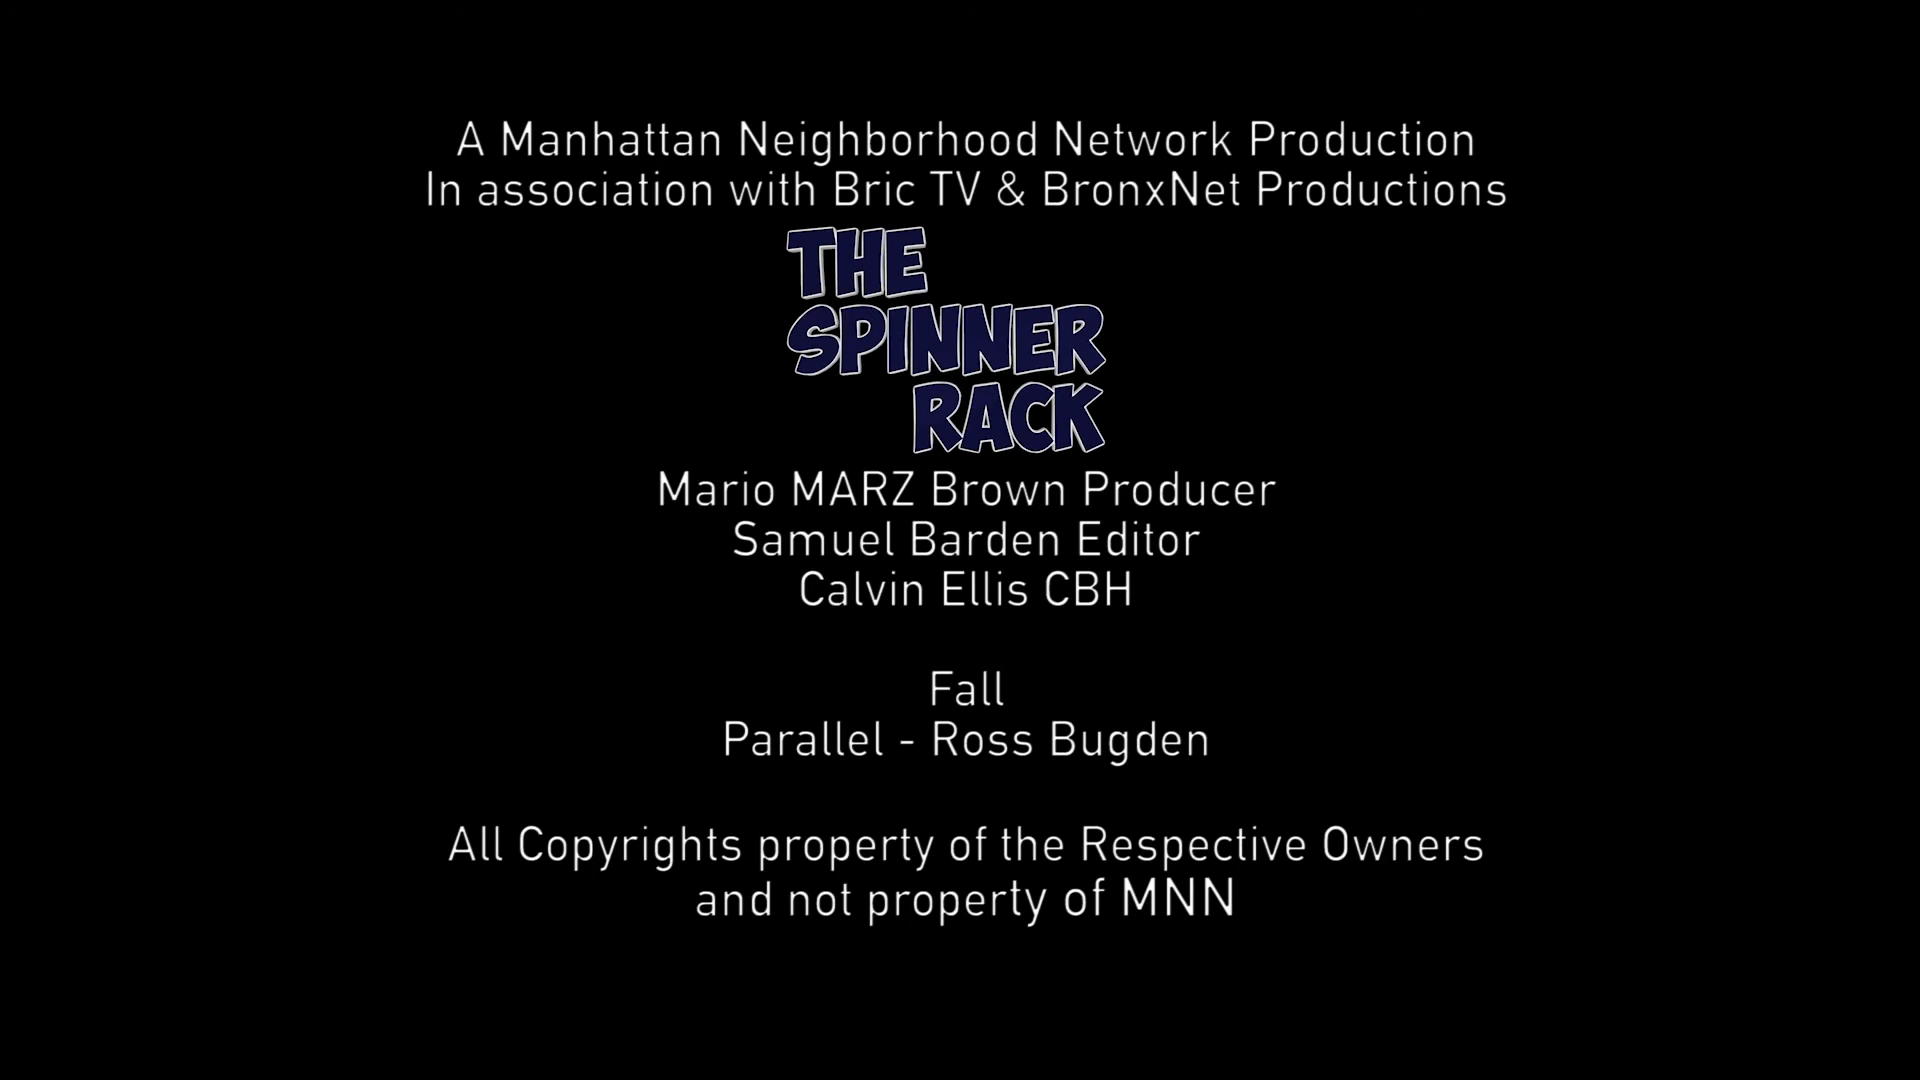 A Manhattan Neighborhood Network Production
In association with Bric TV & BronxNet Productions
THE
SPINNER
RACK
Mario MARZ Brown Producer
Samuel Barden Editor
Calvin Ellis CBH
Fall
Parallel - Ross Bugden
All Copyrights property of the Respective Owners
and not property of MNN